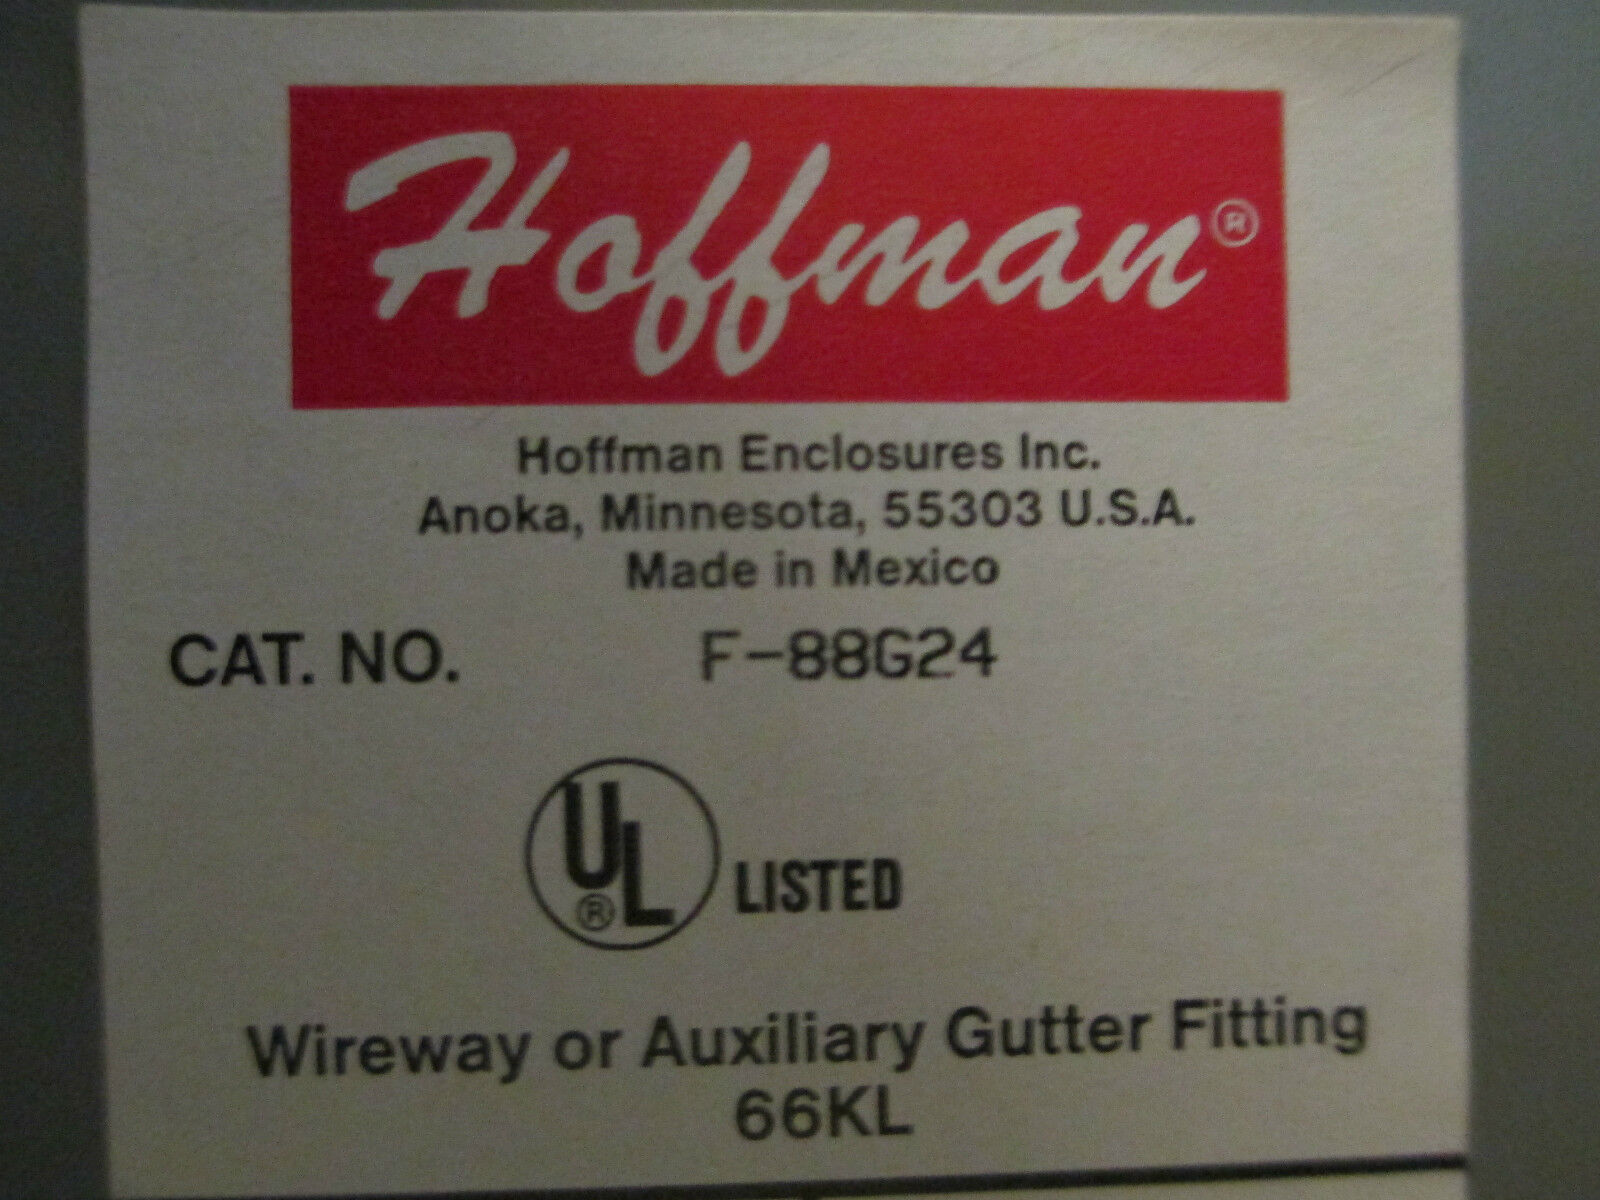 Hoffman®
Hoffman Enclosures Inc.
Anoka, Minnesota, 55303 U.S.A.
Made in Mexico
CAT. NO. F-88G24
UL® LISTED
Wireway or Auxiliary Gutter Fitting
66KL